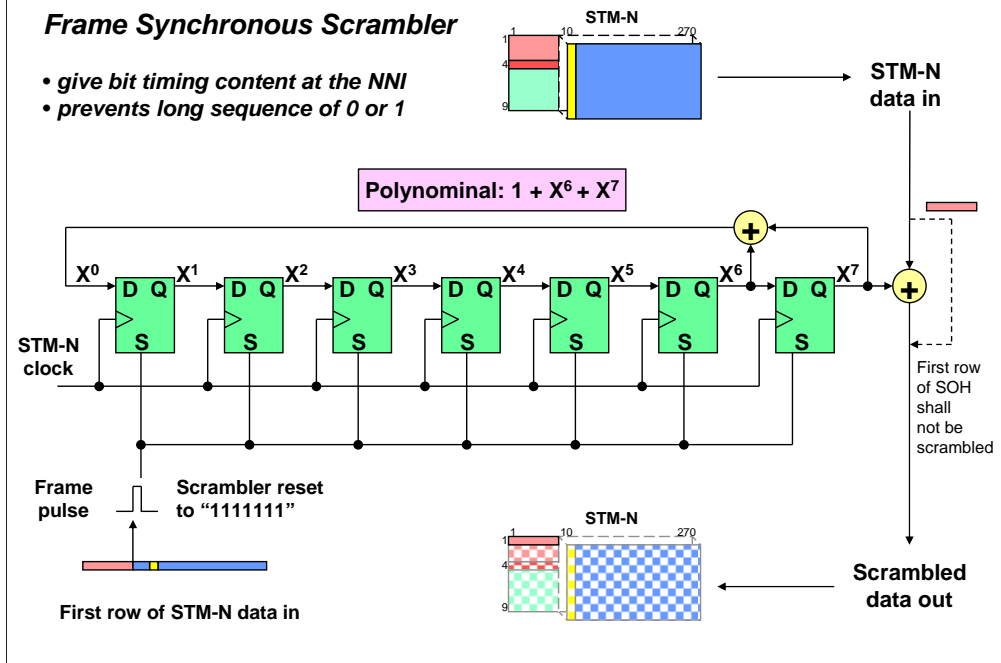 Frame Synchronous Scrambler
• give bit timing content at the NNI
• prevents long sequence of 0 or 1
STM-N
1 10 270
1
4
9
STM-N
data in
Polynominal: 1 + X⁶ + X⁷
+
X⁰ X¹ X² X³ X⁴ X⁵ X⁶ X⁷
D Q D Q D Q D Q D Q D Q D Q
+
S S S S S S S
STM-N
clock
First row
of SOH
shall
not be
scrambled
Frame
pulse
Scrambler reset
to “1111111”
First row of STM-N data in
STM-N
1 10 270
1
4
9
Scrambled
data out